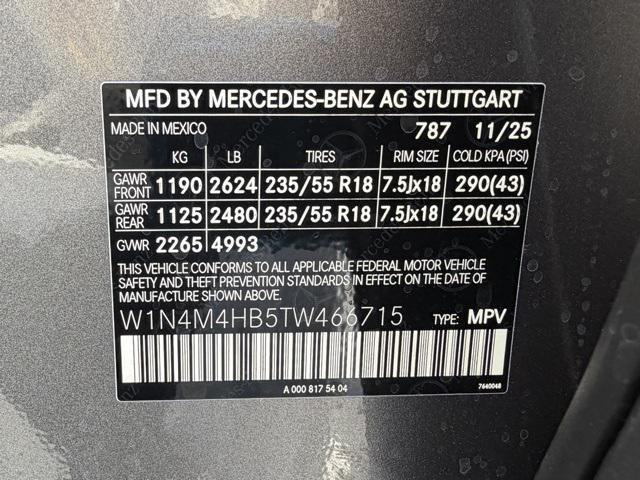 MFD BY MERCEDES-BENZ AG STUTTGART
MADE IN MEXICO 787 11/25
KG LB TIRES RIM SIZE COLD KPA(PSI)
GAWR FRONT 1190 2624 235/55 R18 7.5Jx18 290(43)
GAWR REAR 1125 2480 235/55 R18 7.5Jx18 290(43)
GVWR 2265 4993
THIS VEHICLE CONFORMS TO ALL APPLICABLE FEDERAL MOTOR VEHICLE
SAFETY AND THEFT PREVENTION STANDARDS IN EFFECT ON THE DATE OF
MANUFACTURE SHOWN ABOVE.
W1N4M4HB5TW466715 TYPE: MPV
A 000 817 54 04 7640048